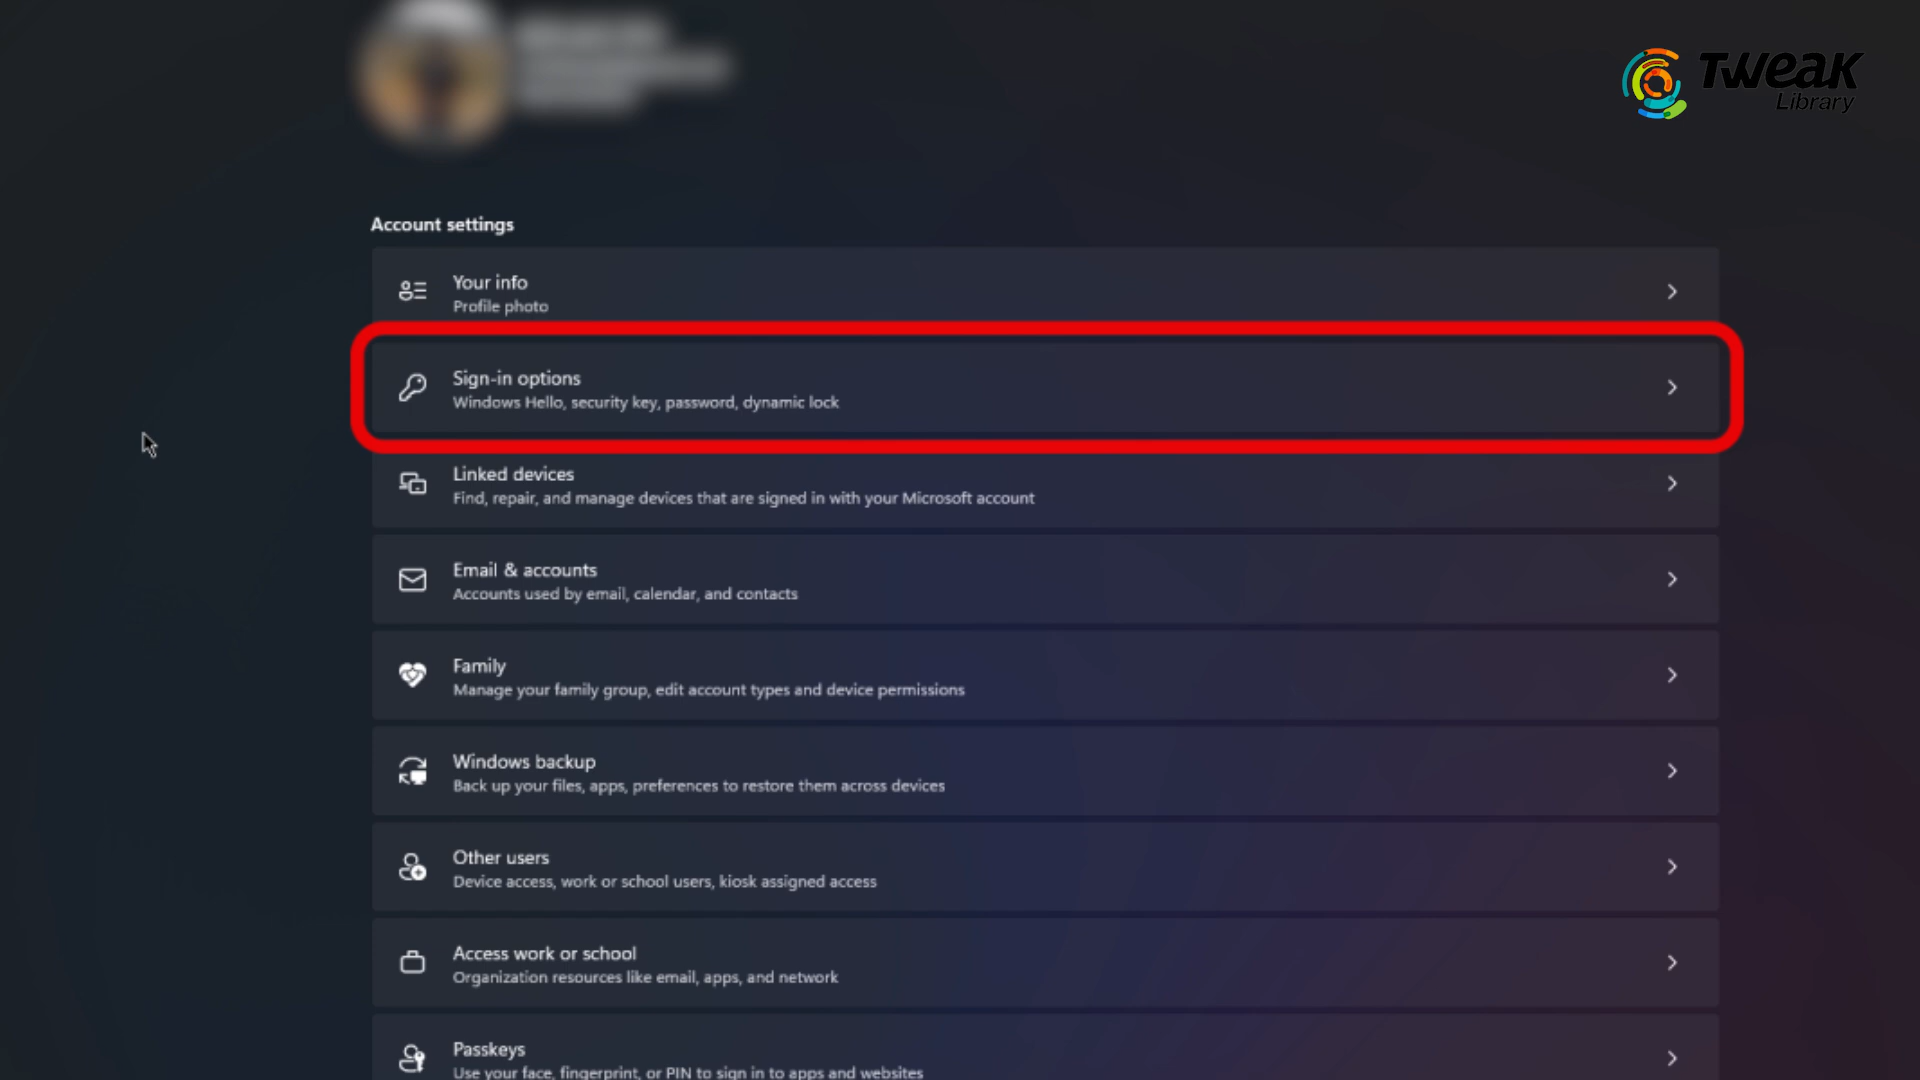 Tweak
Library
Account settings
Your info
Profile photo
Sign-in options
Windows Hello, security key, password, dynamic lock
Linked devices
Find, repair, and manage devices that are signed in with your Microsoft account
Email & accounts
Accounts used by email, calendar, and contacts
Family
Manage your family group, edit account types and device permissions
Windows backup
Back up your files, apps, preferences to restore them across devices
Other users
Device access, work or school users, kiosk assigned access
Access work or school
Organization resources like email, apps, and network
Passkeys
Use your face, fingerprint, or PIN to sign in to apps and websites